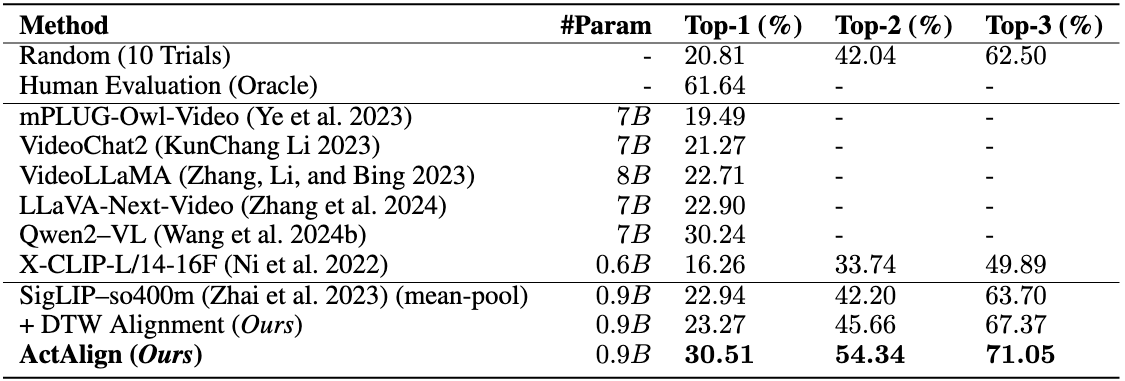 Method #Param Top-1 (%) Top-2 (%) Top-3 (%)
Random (10 Trials) - 20.81 42.04 62.50
Human Evaluation (Oracle) - 61.64 - -
mPLUG-Owl-Video (Ye et al. 2023) 7B 19.49 - -
VideoChat2 (KunChang Li 2023) 7B 21.27 - -
VideoLLaMA (Zhang, Li, and Bing 2023) 8B 22.71 - -
LLaVA-Next-Video (Zhang et al. 2024) 7B 22.90 - -
Qwen2–VL (Wang et al. 2024b) 7B 30.24 - -
X-CLIP-L/14-16F (Ni et al. 2022) 0.6B 16.26 33.74 49.89
SigLIP–so400m (Zhai et al. 2023) (mean-pool) 0.9B 22.94 42.20 63.70
+ DTW Alignment (Ours) 0.9B 23.27 45.66 67.37
ActAlign (Ours) 0.9B 30.51 54.34 71.05